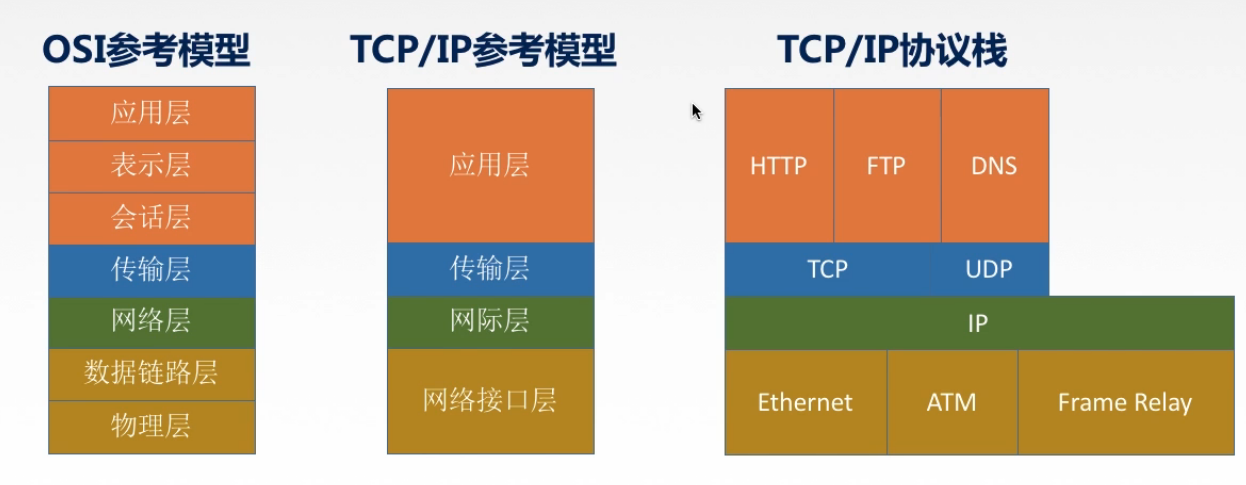 OSI参考模型
应用层
表示层
会话层
传输层
网络层
数据链路层
物理层
TCP/IP参考模型
应用层
传输层
网际层
网络接口层
TCP/IP协议栈
HTTP FTP DNS
TCP UDP
IP
Ethernet ATM Frame Relay